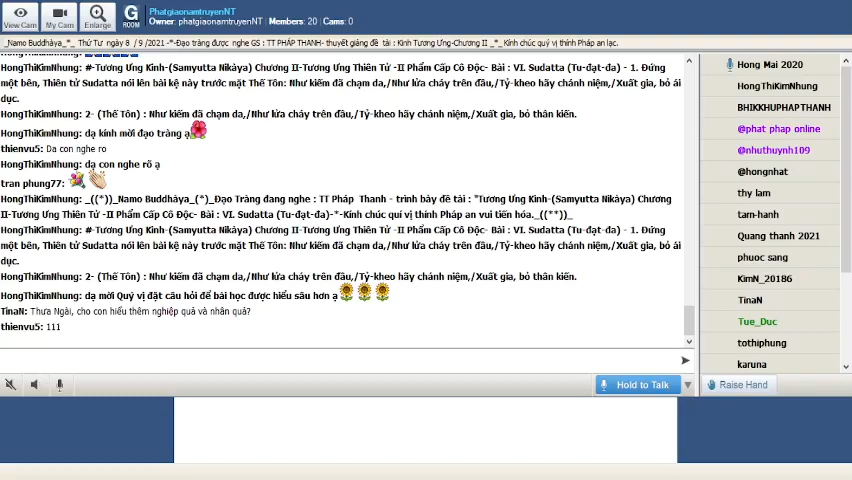 PhatgiaonamtruyenNT
Owner: phatgiaonamtruyenNT Members: 20 Cams: 0
View Cam My Cam Enlarge G ROOM
_Namo Buddhàya_*_ Thứ Tư ngày 8 / 9 /2021 -*-Đạo tràng được nghe GS : TT PHÁP THANH- thuyết giảng đề tài : Kinh Tương Ưng-Chương II _*_ Kính chúc quý vị thính Pháp an lạc.
HongThiKimNhung: #-Tương Ưng Kinh-(Samyutta Nikàya) Chương II-Tương Ưng Thiên Tử -II Phẩm Cấp Cô Độc- Bài : VI. Sudatta (Tu-đạt-đa) - 1. Đứng
một bên, Thiên tử Sudatta nói lên bài kệ này trước mặt Thế Tôn: Như kiếm đã chạm da,/Như lửa cháy trên đầu,/Tỷ-kheo hãy chánh niệm,/Xuất gia, bỏ ái
dục.
HongThiKimNhung: 2- (Thế Tôn) : Như kiếm đã chạm da,/Như lửa cháy trên đầu,/Tỷ-kheo hãy chánh niệm,/Xuất gia, bỏ thân kiến.
HongThiKimNhung: dạ kính mời đạo tràng ạ
thienvu5: Da con nghe ro
HongThiKimNhung: dạ con nghe rõ ạ
tran phung77:
HongThiKimNhung: _((*))_Namo Buddhàya_(*)_Đạo Tràng đang nghe : TT Pháp Thanh - trình bày đề tài : "Tương Ưng Kinh-(Samyutta Nikàya) Chương
II-Tương Ưng Thiên Tử -II Phẩm Cấp Cô Độc- Bài : VI. Sudatta (Tu-đạt-đa)-*-Kính chúc quí vị thính Pháp an vui tiến hóa._((**))_
HongThiKimNhung: #-Tương Ưng Kinh-(Samyutta Nikàya) Chương II-Tương Ưng Thiên Tử -II Phẩm Cấp Cô Độc- Bài : VI. Sudatta (Tu-đạt-đa) - 1. Đứng
một bên, Thiên tử Sudatta nói lên bài kệ này trước mặt Thế Tôn: Như kiếm đã chạm da,/Như lửa cháy trên đầu,/Tỷ-kheo hãy chánh niệm,/Xuất gia, bỏ ái
dục.
HongThiKimNhung: 2- (Thế Tôn) : Như kiếm đã chạm da,/Như lửa cháy trên đầu,/Tỷ-kheo hãy chánh niệm,/Xuất gia, bỏ thân kiến.
HongThiKimNhung: dạ mời Quý vị đặt câu hỏi để bài học được hiểu sâu hơn ạ
TinaN: Thưa Ngài, cho con hiểu thêm nghiệp quả và nhân quả?
thienvu5: 111
Hong Mai 2020
HongThiKimNhung
BHIKKHUPHAPTHANH
@phat phap online
@nhuthuynh109
@hongnhat
thy lam
tam-hanh
Quang thanh 2021
phuoc sang
KimN_20186
TinaN
Tue_Duc
tothiphung
karuna
Hold to Talk
Raise Hand